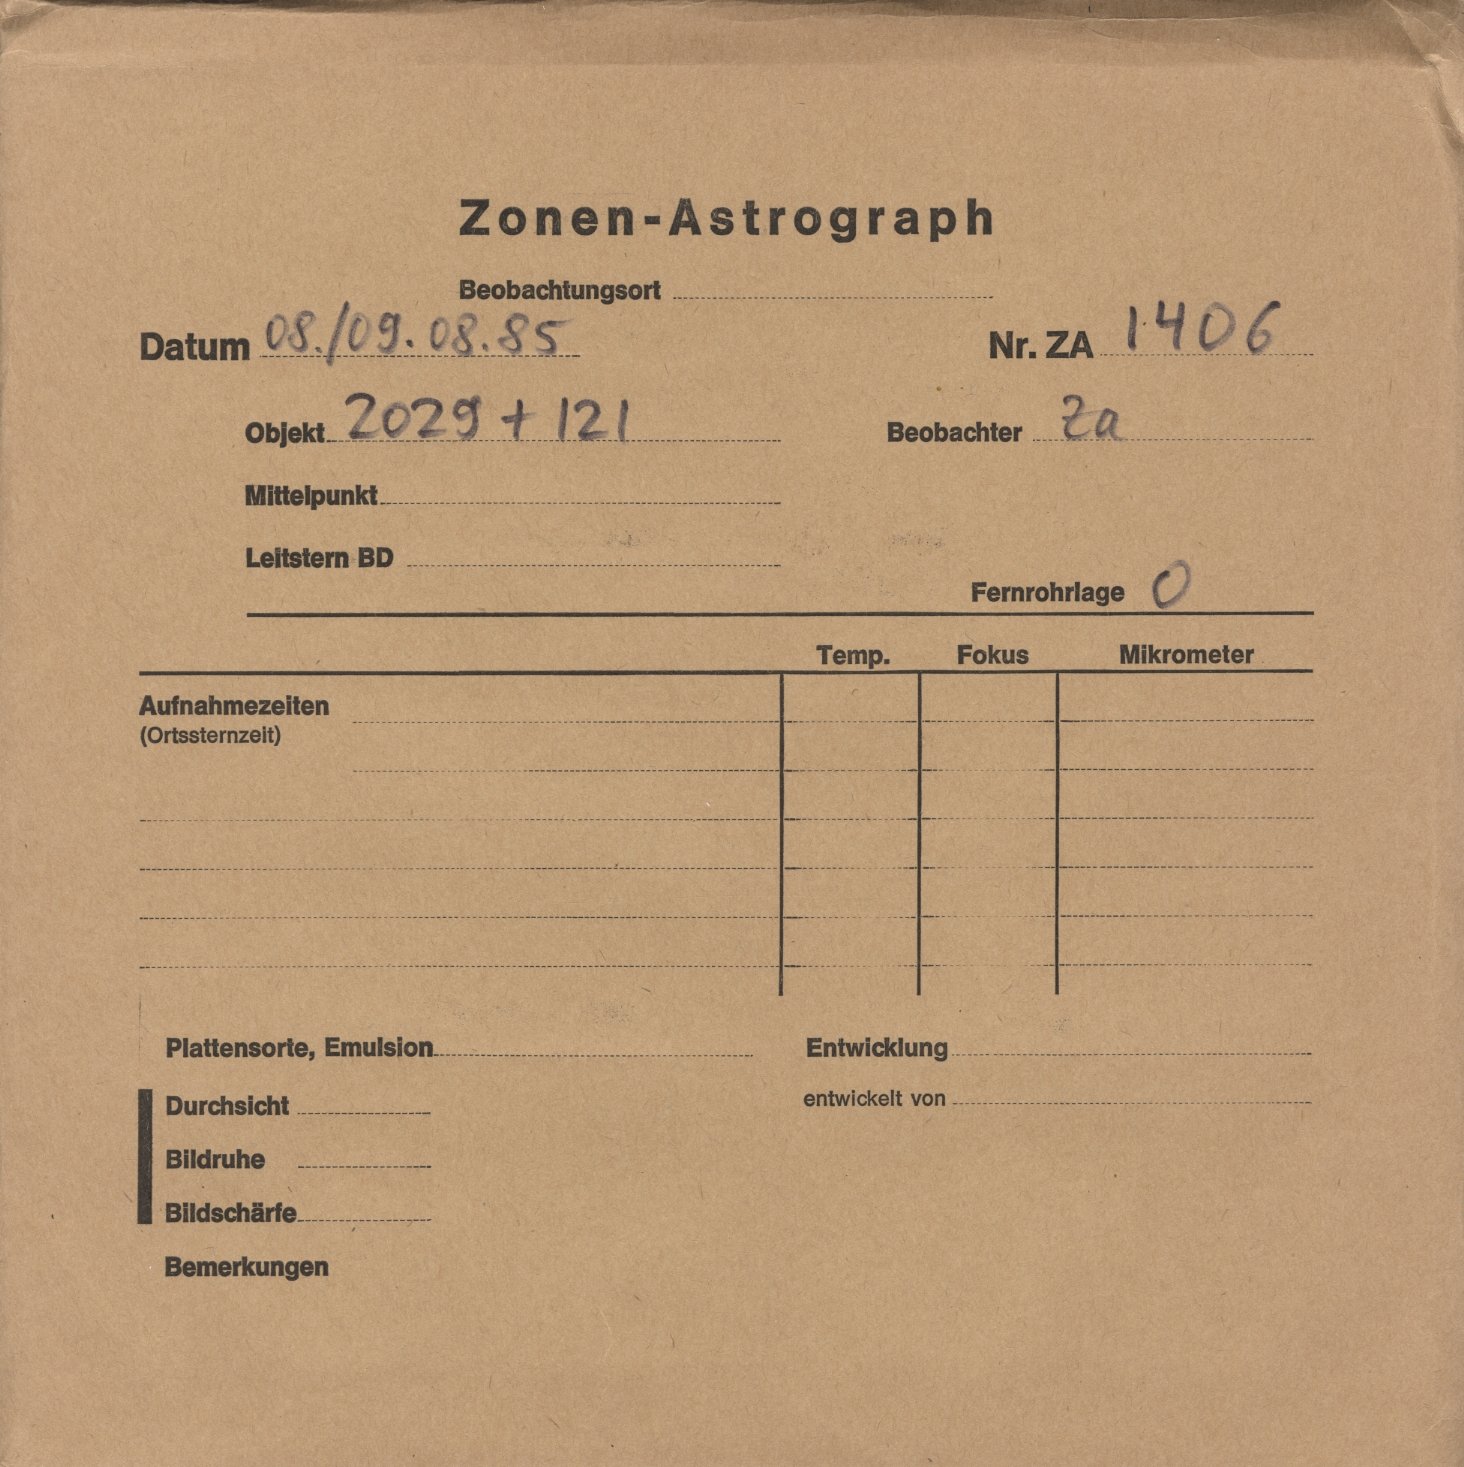 Zonen-Astrograph
Beobachtungsort
Datum 08./09.08.85 Nr. ZA 1406
Objekt 2029+121 Beobachter Za
Mittelpunkt
Leitstern BD
Fernrohrlage O
Temp. Fokus Mikrometer
Aufnahmezeiten
(Ortssternzeit)
Plattensorte, Emulsion Entwicklung
Durchsicht entwickelt von
Bildruhe
Bildschärfe
Bemerkungen